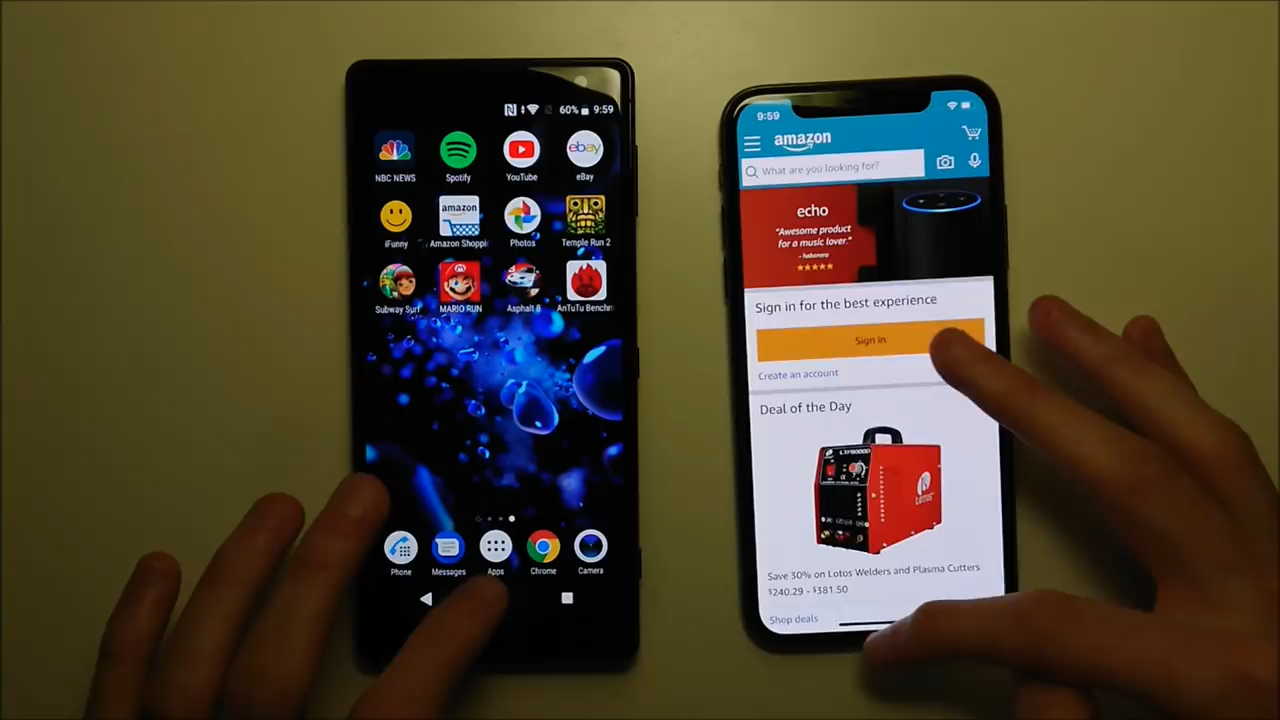 60% 9:59
NBC NEWS Spotify YouTube eBay
iFunny Amazon Shoppi Photos Temple Run 2
Subway Surf MARIO RUN Asphalt 8 AnTuTu Benchm
Phone Messages Apps Chrome Camera
9:59
amazon
What are you looking for?
echo
"Awesome product
for a music lover."
- habanero
Sign in for the best experience
Sign in
Create an account
Deal of the Day
LTP8000D
LOTOS
Save 30% on Lotos Welders and Plasma Cutters
$240.29 - $381.50
Shop deals